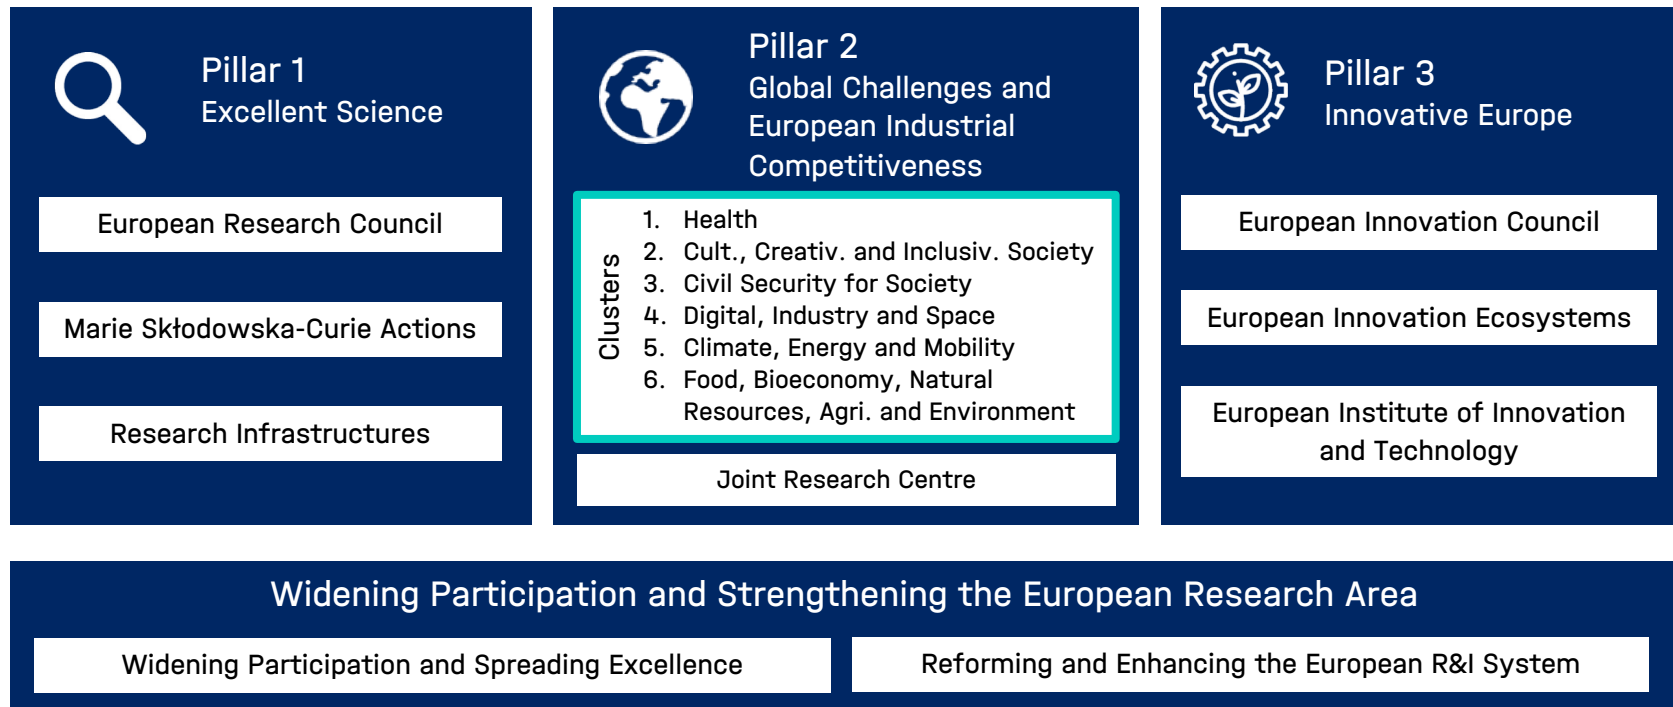 Pillar 1
Excellent Science
European Research Council
Marie Skłodowska-Curie Actions
Research Infrastructures
Pillar 2
Global Challenges and
European Industrial
Competitiveness
Clusters
1. Health
2. Cult., Creativ. and Inclusiv. Society
3. Civil Security for Society
4. Digital, Industry and Space
5. Climate, Energy and Mobility
6. Food, Bioeconomy, Natural
Resources, Agri. and Environment
Joint Research Centre
Pillar 3
Innovative Europe
European Innovation Council
European Innovation Ecosystems
European Institute of Innovation
and Technology
Widening Participation and Strengthening the European Research Area
Widening Participation and Spreading Excellence
Reforming and Enhancing the European R&I System